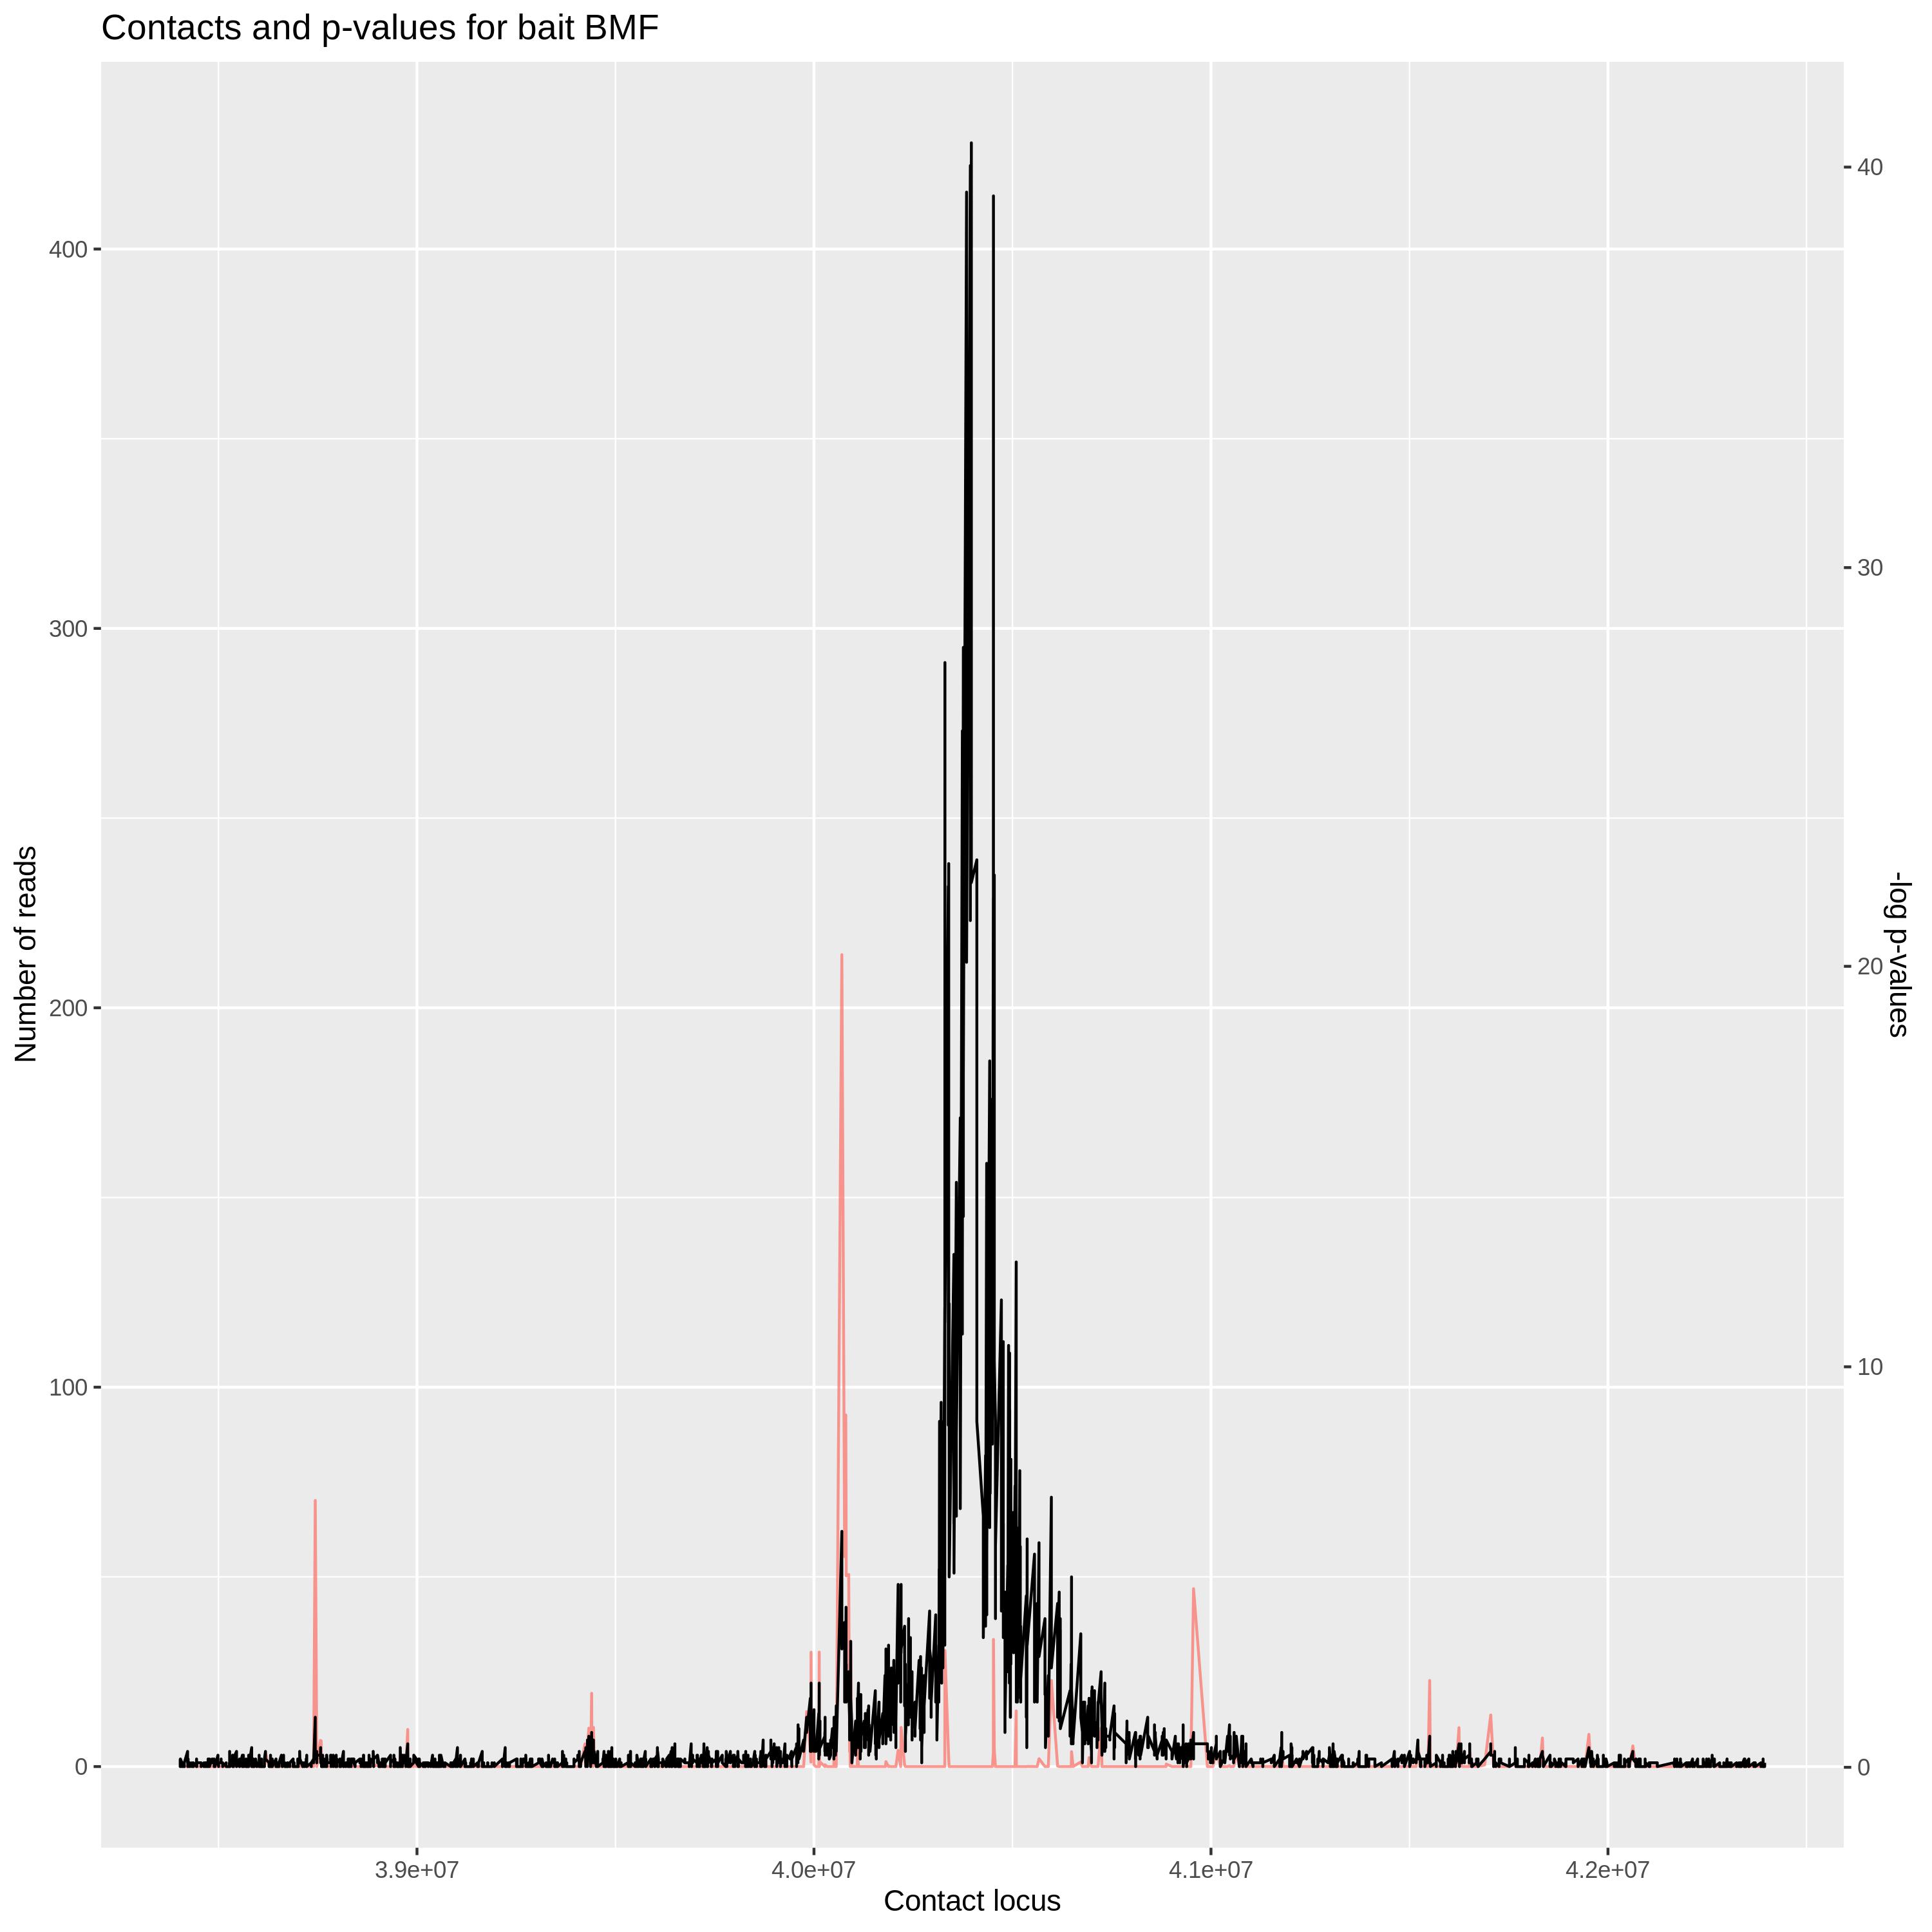 Contacts and p-values for bait BMF
400
300
200
100
0
Number of reads
40
30
20
10
0
-log p-values
3.9e+07
4.0e+07
4.1e+07
4.2e+07
Contact locus